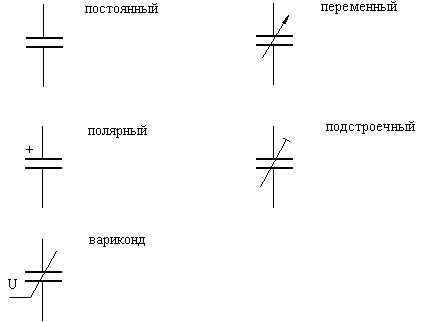 постоянный
переменный
полярный
+
подстроечный
вариконд
U